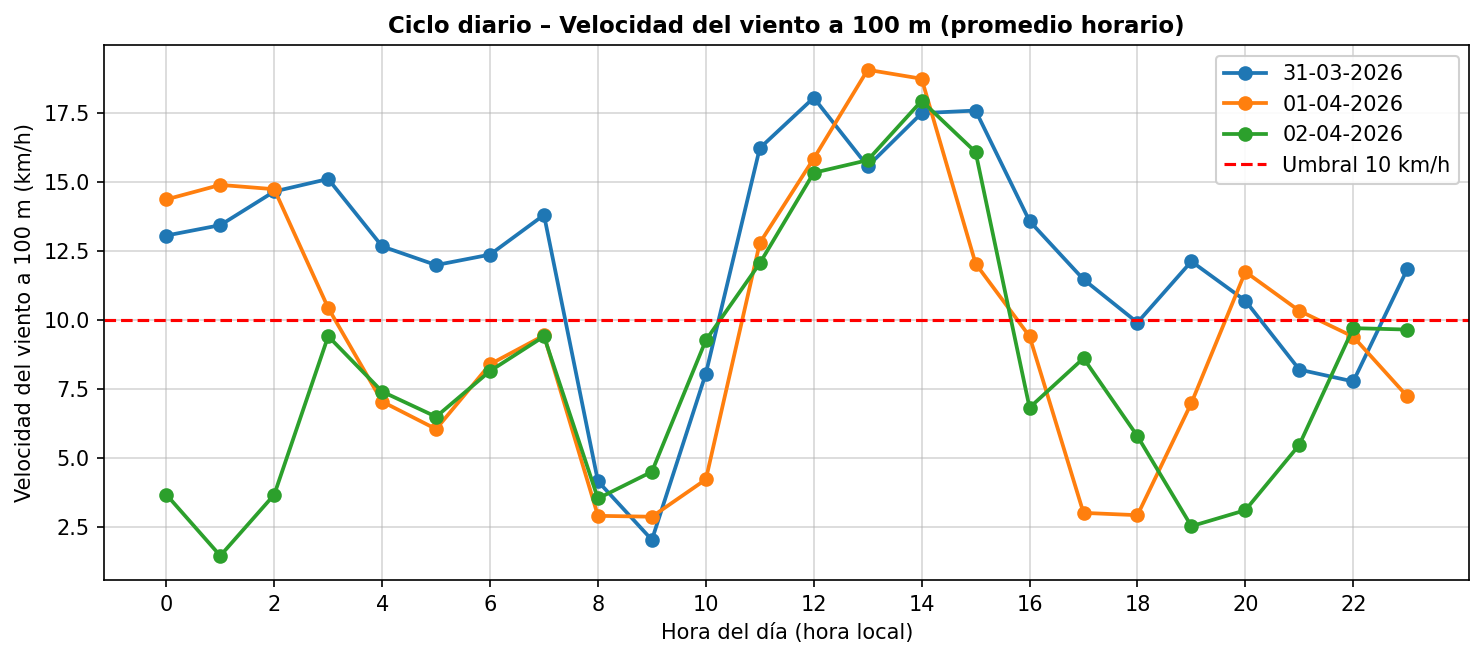 Ciclo diario – Velocidad del viento a 100 m (promedio horario)
Velocidad del viento a 100 m (km/h)
17.5
15.0
12.5
10.0
7.5
5.0
2.5
31-03-2026
01-04-2026
02-04-2026
Umbral 10 km/h
0 2 4 6 8 10 12 14 16 18 20 22
Hora del día (hora local)